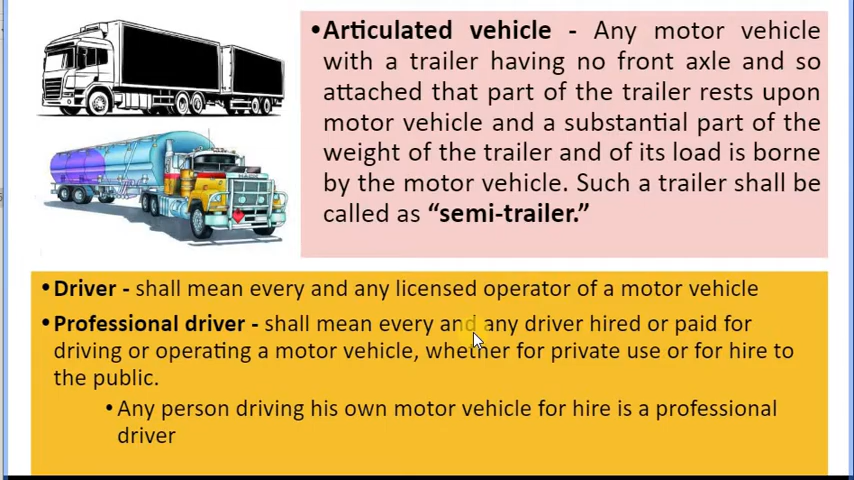 •Articulated vehicle - Any motor vehicle
with a trailer having no front axle and so
attached that part of the trailer rests upon
motor vehicle and a substantial part of the
weight of the trailer and of its load is borne
by the motor vehicle. Such a trailer shall be
called as “semi-trailer.”
•Driver - shall mean every and any licensed operator of a motor vehicle
•Professional driver - shall mean every and any driver hired or paid for
driving or operating a motor vehicle, whether for private use or for hire to
the public.
•Any person driving his own motor vehicle for hire is a professional
driver